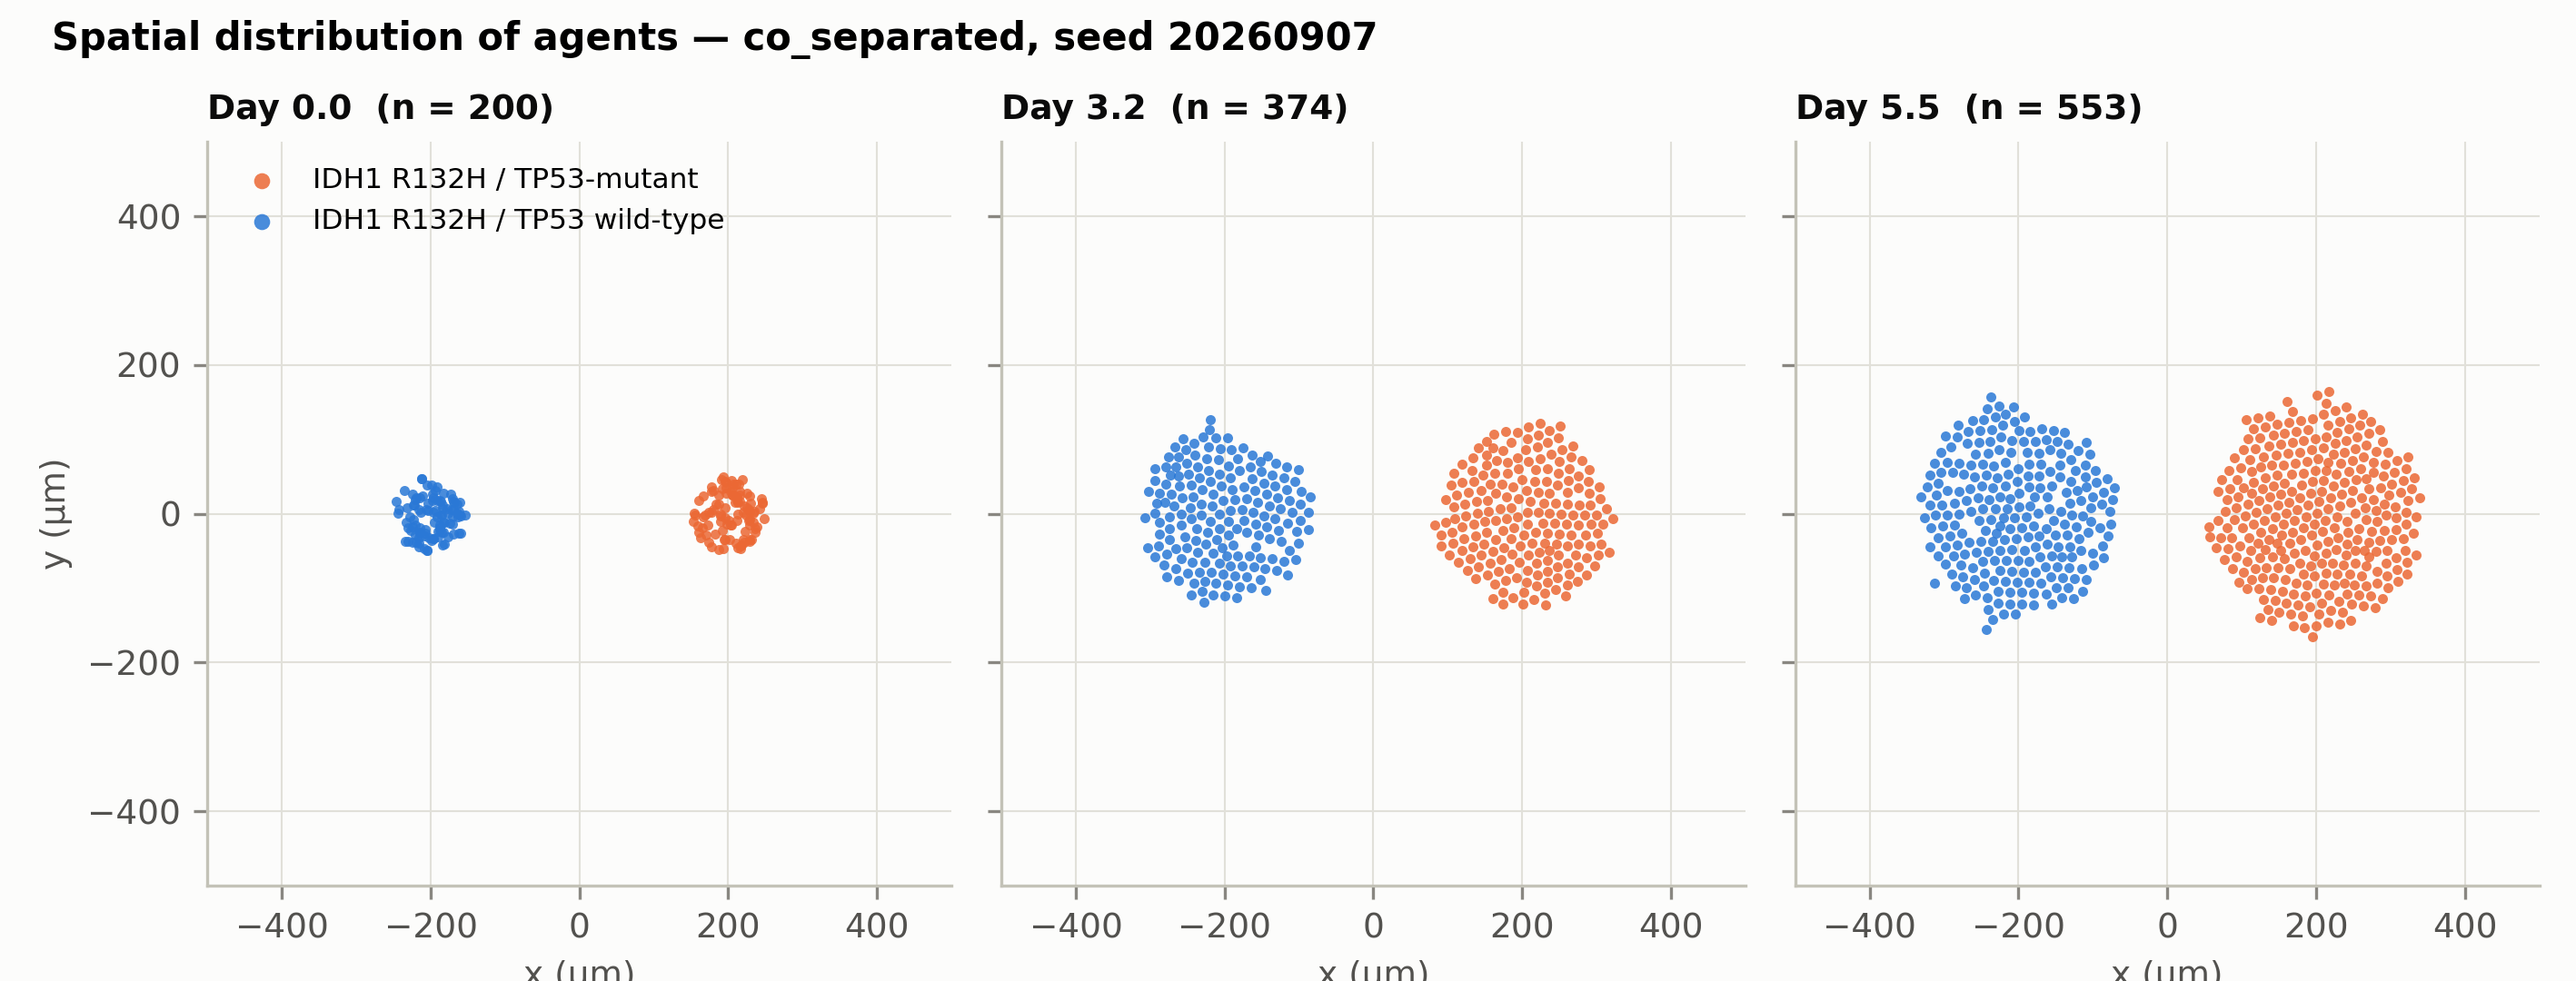 Spatial distribution of agents — co_separated, seed 20260907
Day 0.0  (n = 200)
Day 3.2  (n = 374)
Day 5.5  (n = 553)
IDH1 R132H / TP53-mutant
IDH1 R132H / TP53 wild-type
400
200
0
−200
−400
y (µm)
−400 −200 0 200 400
−400 −200 0 200 400
−400 −200 0 200 400
x (µm)
x (µm)
x (µm)